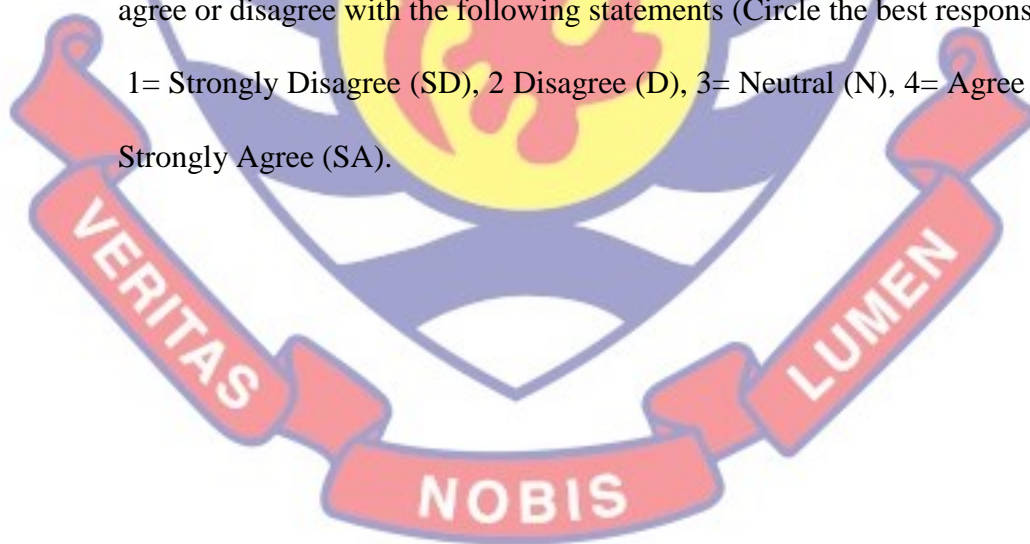 agree or disagree with the following statements (Circle the best respons
1= Strongly Disagree (SD), 2 Disagree (D), 3= Neutral (N), 4= Agree
Strongly Agree (SA).
VERITAS
NOBIS
LUMEN